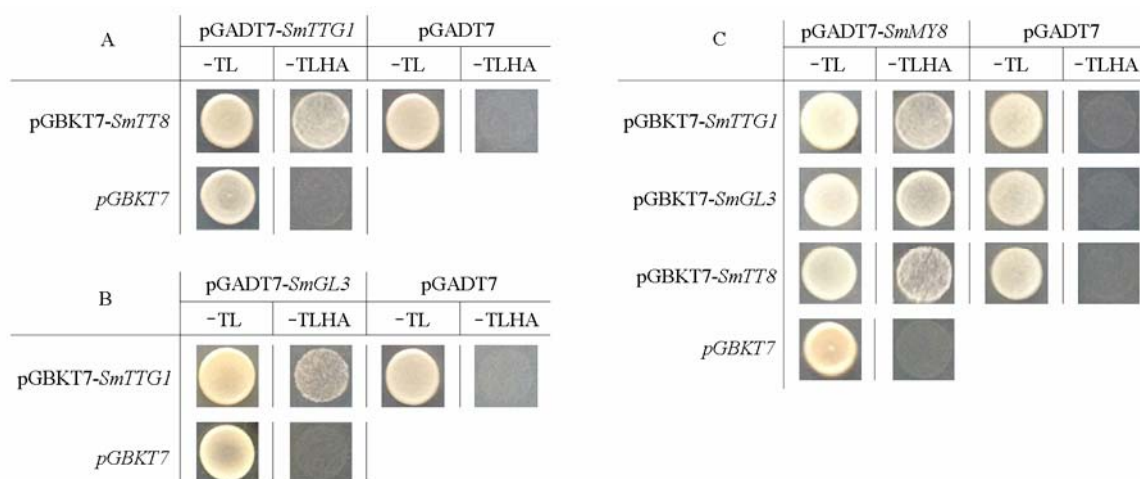 A
pGADT7-SmTTG1 pGADT7
-TL -TLHA -TL -TLHA
pGBKT7-SmTT8
pGBKT7
B
pGADT7-SmGL3 pGADT7
-TL -TLHA -TL -TLHA
pGBKT7-SmTTG1
pGBKT7
C
pGADT7-SmMY8 pGADT7
-TL -TLHA -TL -TLHA
pGBKT7-SmTTG1
pGBKT7-SmGL3
pGBKT7-SmTT8
pGBKT7